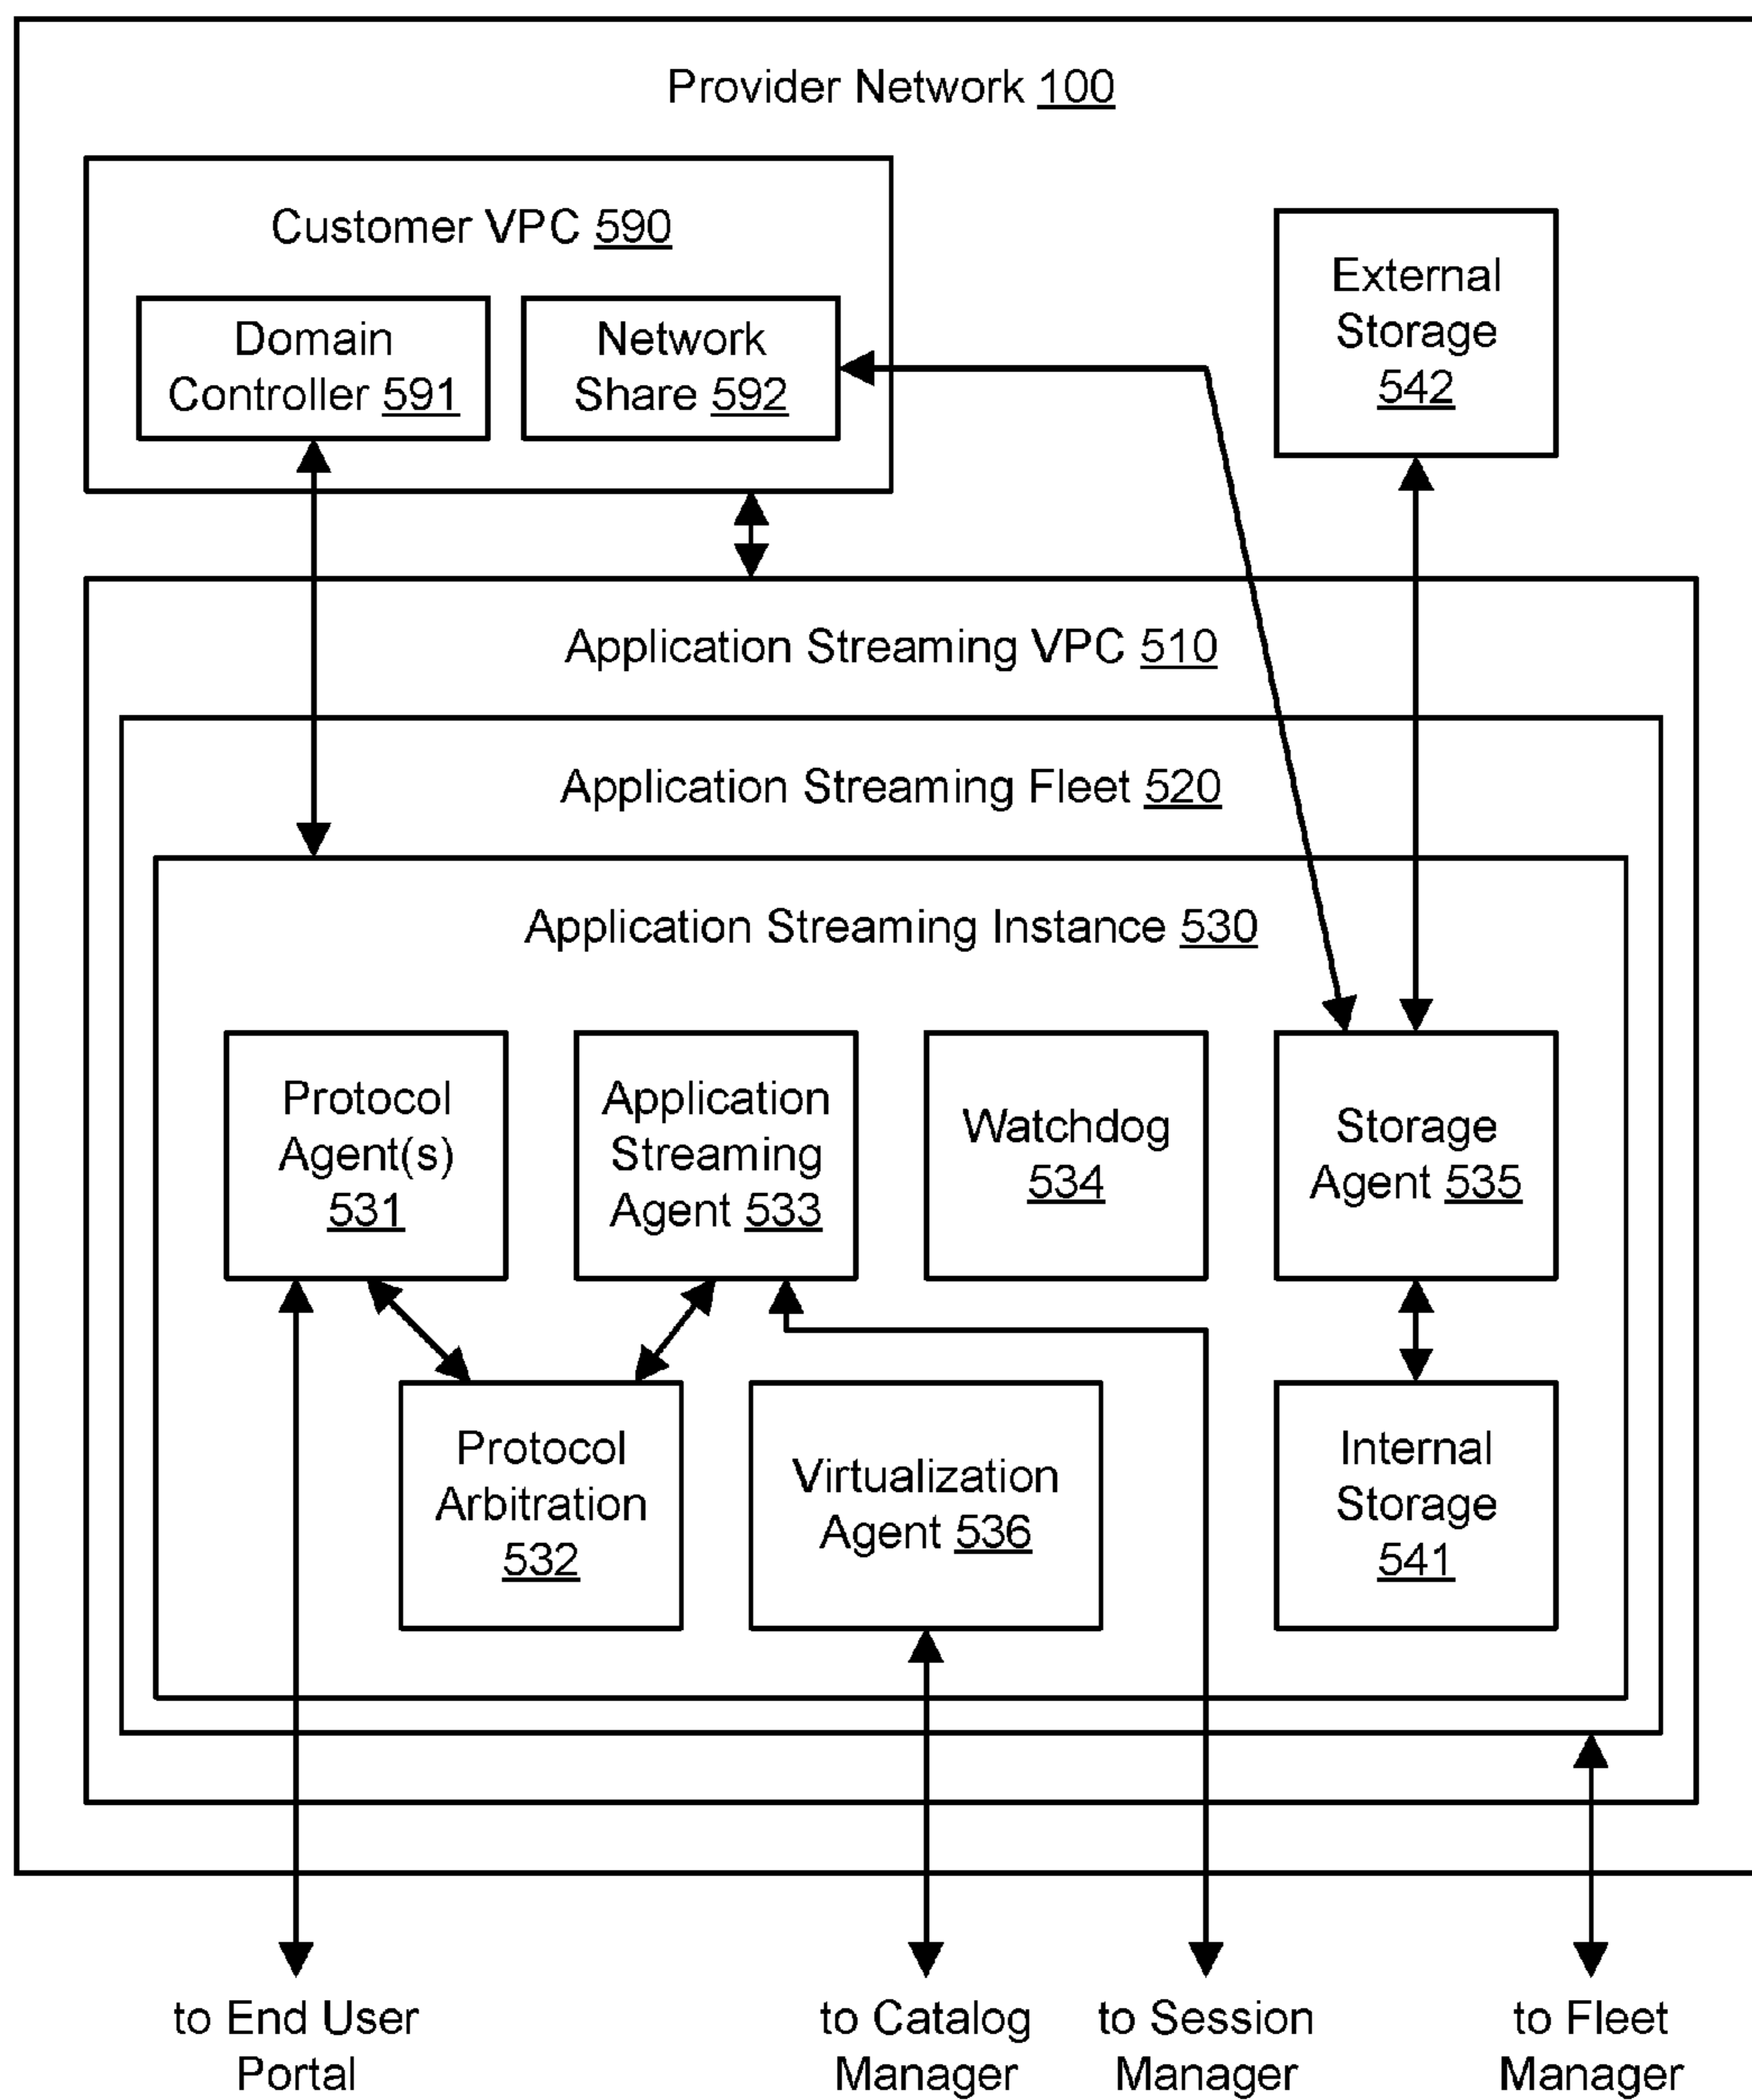 Provider Network 100
Customer VPC 590
Domain
Controller 591
Network
Share 592
External
Storage
542
Application Streaming VPC 510
Application Streaming Fleet 520
Application Streaming Instance 530
Protocol
Agent(s)
531
Application
Streaming
Agent 533
Watchdog
534
Storage
Agent 535
Protocol
Arbitration
532
Virtualization
Agent 536
Internal
Storage
541
to End User
Portal
to Catalog
Manager
to Session
Manager
to Fleet
Manager